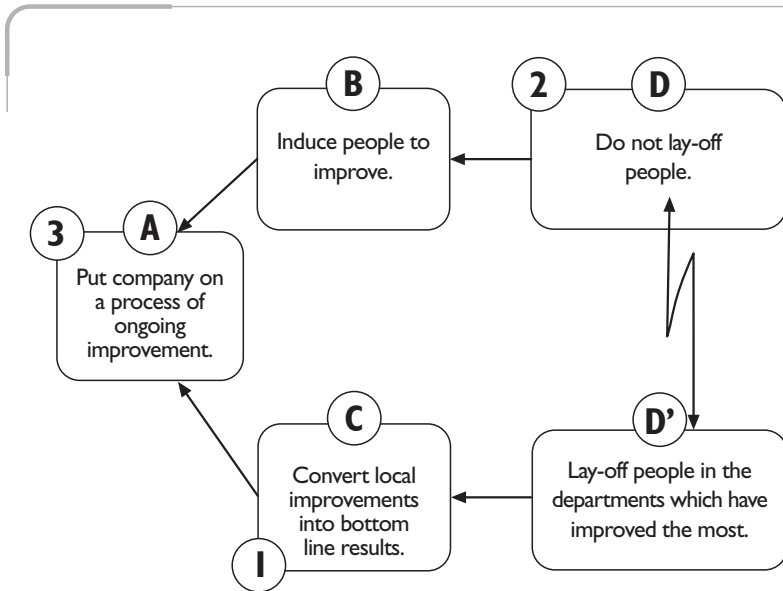 B
Induce people to
improve.
2
D
Do not lay-off
people.
3
A
Put company on
a process of
ongoing
improvement.
C
Convert local
improvements
into bottom
line results.
1
D’
Lay-off people in the
departments which have
improved the most.